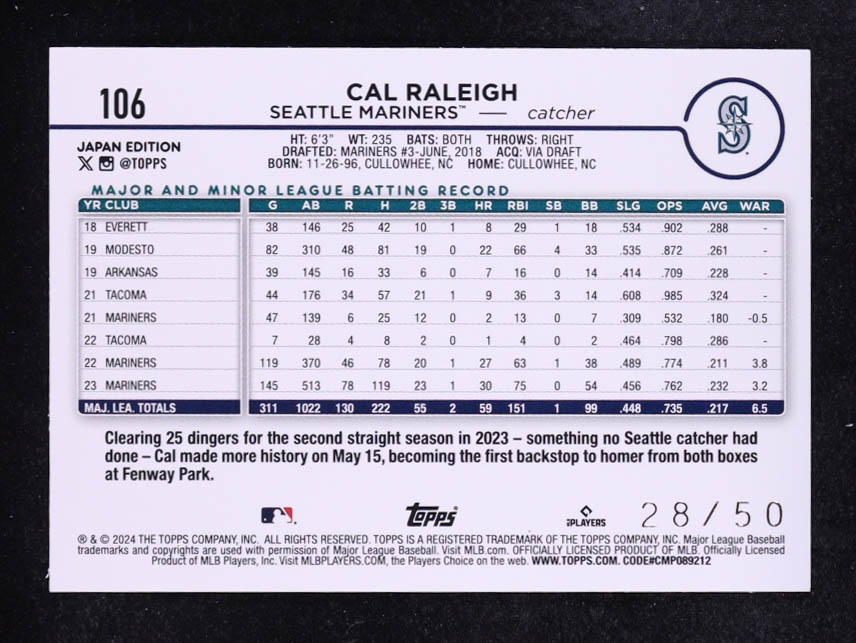 106
CAL RALEIGH
SEATTLE MARINERS™ — catcher
S
JAPAN EDITION
X @TOPPS
HT: 6'3" WT: 235 BATS: BOTH THROWS: RIGHT
DRAFTED: MARINERS #3-JUNE, 2018 ACQ: VIA DRAFT
BORN: 11-26-96, CULLOWHEE, NC HOME: CULLOWHEE, NC
MAJOR AND MINOR LEAGUE BATTING RECORD
YR CLUB G AB R H 2B 3B HR RBI SB BB SLG OPS AVG WAR
18 EVERETT 38 146 25 42 10 1 8 29 1 18 .534 .902 .288 -
19 MODESTO 82 310 48 81 19 0 22 66 4 33 .535 .872 .261 -
19 ARKANSAS 39 145 16 33 6 0 7 16 0 14 .414 .709 .228 -
21 TACOMA 44 176 34 57 21 1 9 36 3 14 .608 .985 .324 -
21 MARINERS 47 139 6 25 12 0 2 13 0 7 .309 .532 .180 -0.5
22 TACOMA 7 28 4 8 2 0 1 4 0 2 .464 .798 .286 -
22 MARINERS 119 370 46 78 20 1 27 63 1 38 .489 .774 .211 3.8
23 MARINERS 145 513 78 119 23 1 30 75 0 54 .456 .762 .232 3.2
MAJ. LEA. TOTALS 311 1022 130 222 55 2 59 151 1 99 .448 .735 .217 6.5
Clearing 25 dingers for the second straight season in 2023 – something no Seattle catcher had
done – Cal made more history on May 15, becoming the first backstop to homer from both boxes
at Fenway Park.
Topps
PLAYERS
28/50
® & © 2024 THE TOPPS COMPANY, INC. ALL RIGHTS RESERVED. TOPPS IS A REGISTERED TRADEMARK OF THE TOPPS COMPANY, INC. Major League Baseball
trademarks and copyrights are used with permission of Major League Baseball. Visit MLB.com. OFFICIALLY LICENSED PRODUCT OF MLB. Officially Licensed
Product of MLB Players, Inc. Visit MLBPLAYERS.COM, the Players Choice on the web. WWW.TOPPS.COM. CODE#CMP089212